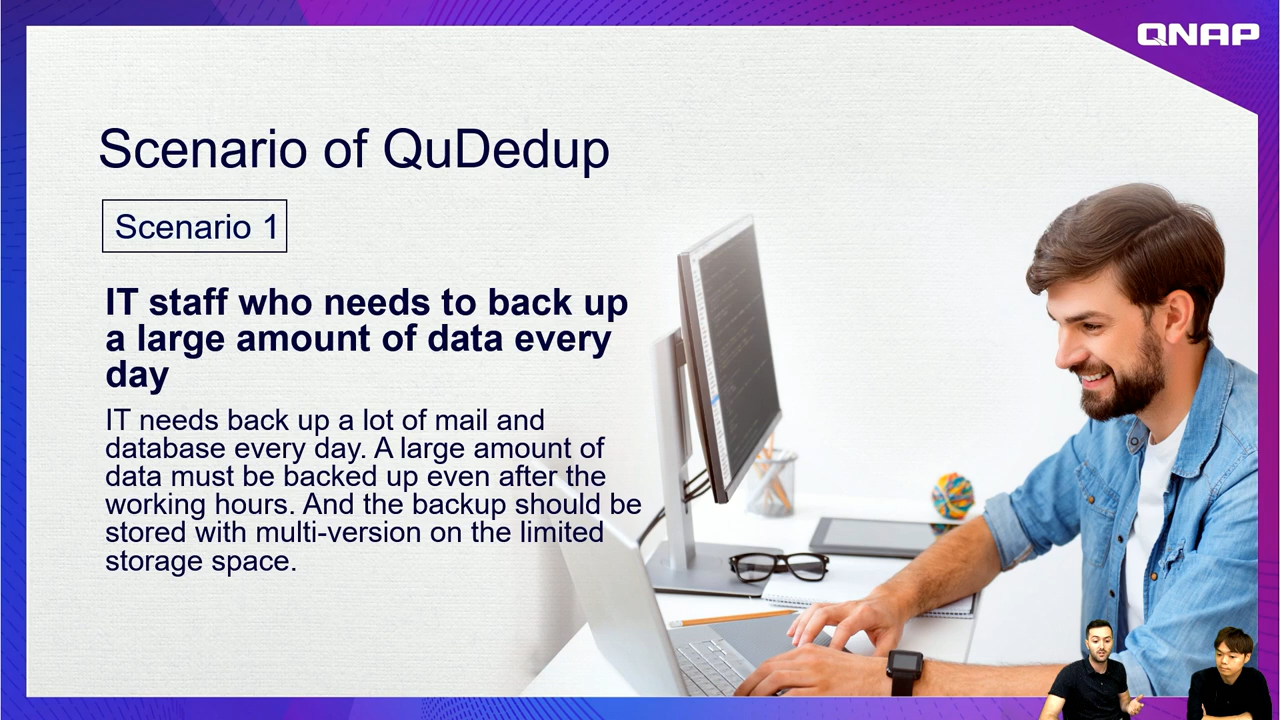 QNAP
Scenario of QuDedup
Scenario 1
IT staff who needs to back up
a large amount of data every
day
IT needs back up a lot of mail and
database every day. A large amount of
data must be backed up even after the
working hours. And the backup should be
stored with multi-version on the limited
storage space.